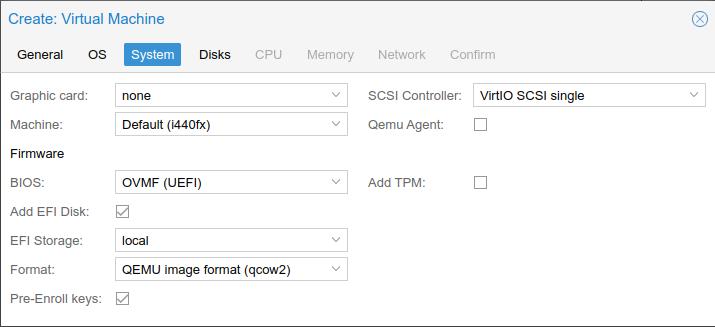 Create: Virtual Machine
General OS System Disks CPU Memory Network Confirm
Graphic card: none SCSI Controller: VirtIO SCSI single
Machine: Default (i440fx) Qemu Agent:
Firmware
BIOS: OVMF (UEFI) Add TPM:
Add EFI Disk:
EFI Storage: local
Format: QEMU image format (qcow2)
Pre-Enroll keys: